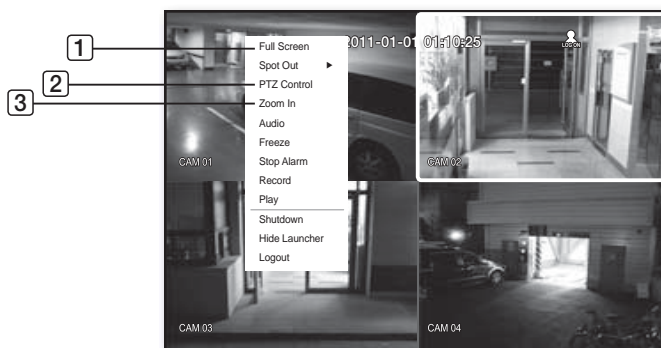 2011-01-01 01:10:25
LOG ON
1 Full Screen
Spot Out ▶
2 PTZ Control
3 Zoom In
Audio
Freeze
Stop Alarm
Record
Play
Shutdown
Hide Launcher
Logout
CAM 01
CAM 02
CAM 03
CAM 04